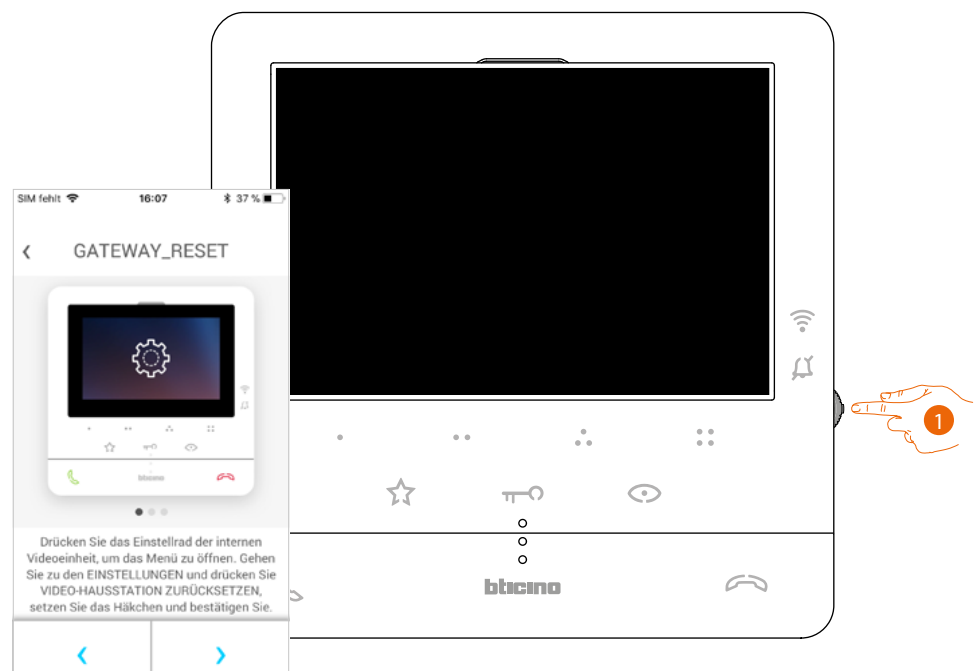 SIM fehlt 16:07 37 %
GATEWAY_RESET
bticino
Drücken Sie das Einstellrad der internen
Videoeinheit, um das Menü zu öffnen. Gehen
Sie zu den EINSTELLUNGEN und drücken Sie
VIDEO-HAUSSTATION ZURÜCKSETZEN,
setzen Sie das Häkchen und bestätigen Sie.
bticino
1